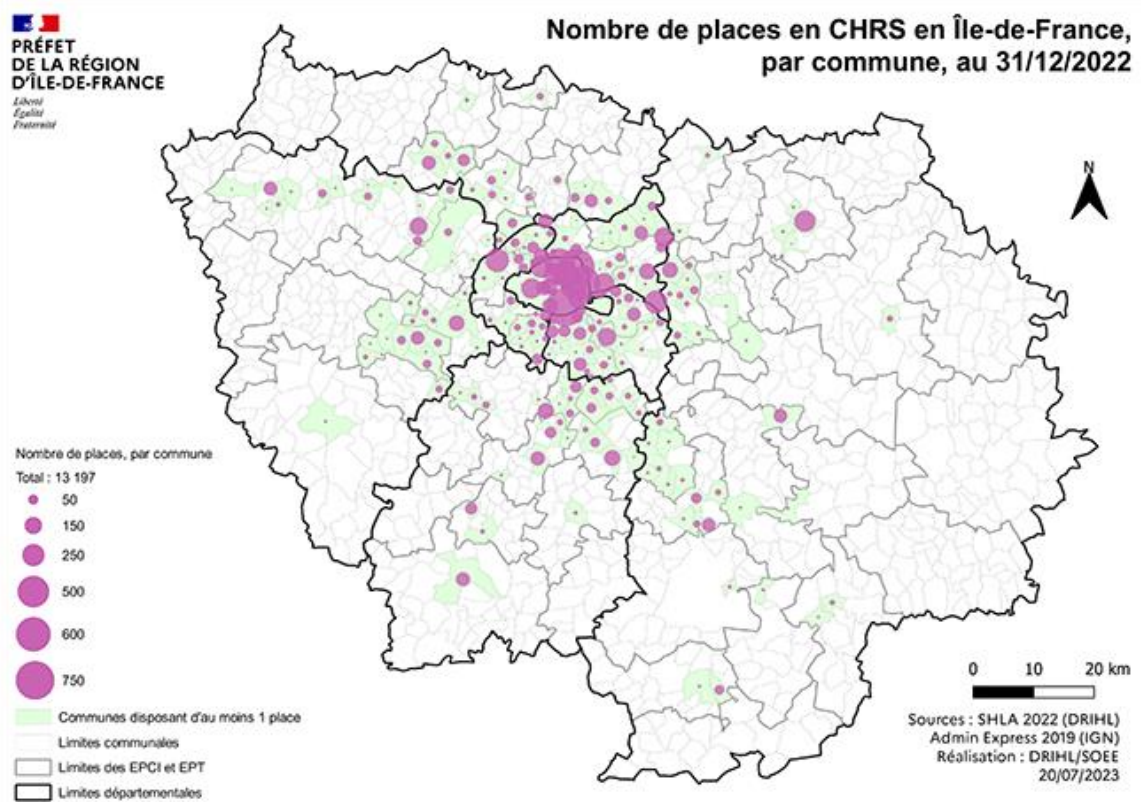 PRÉFET
DE LA RÉGION
D'ÎLE-DE-FRANCE
Liberté
Égalité
Fraternité
Nombre de places en CHRS en Île-de-France,
par commune, au 31/12/2022
N
Nombre de places, par commune
Total : 13 197
50
150
250
500
600
750
Communes disposant d'au moins 1 place
Limites communales
Limites des EPCI et EPT
Limites départementales
0 10 20 km
Sources : SHLA 2022 (DRIHL)
Admin Express 2019 (IGN)
Réalisation : DRIHL/SOEE
20/07/2023